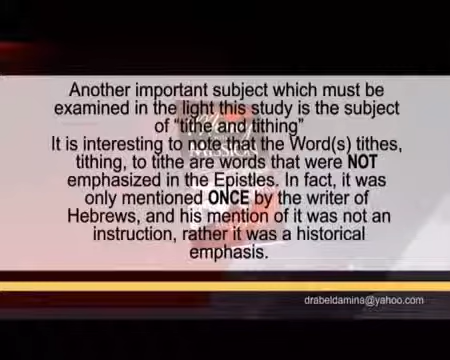 Another important subject which must be
examined in the light this study is the subject
of “tithe and tithing”
It is interesting to note that the Word(s) tithes,
tithing, to tithe are words that were NOT
emphasized in the Epistles. In fact, it was
only mentioned ONCE by the writer of
Hebrews, and his mention of it was not an
instruction, rather it was a historical
emphasis.
drabeldamina@yahoo.com